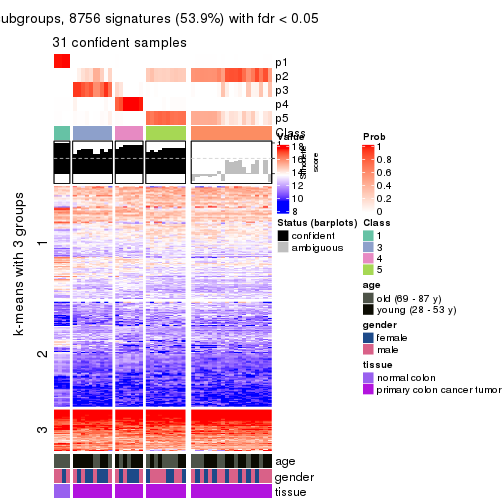 ubgroups, 8756 signatures (53.9%) with fdr < 0.05
31 confident samples
p1
p2
p3
p4
p5
Class
1
score
k-means with 3 groups
1
2
3
Value
18
16
14
12
10
8
Status (barplots)
confident
ambiguous
Prob
1
0.8
0.6
0.4
0.2
0
Class
1
3
4
5
age
old (69 - 87 y)
young (28 - 53 y)
gender
female
male
tissue
normal colon
primary colon cancer tumor
age
gender
tissue